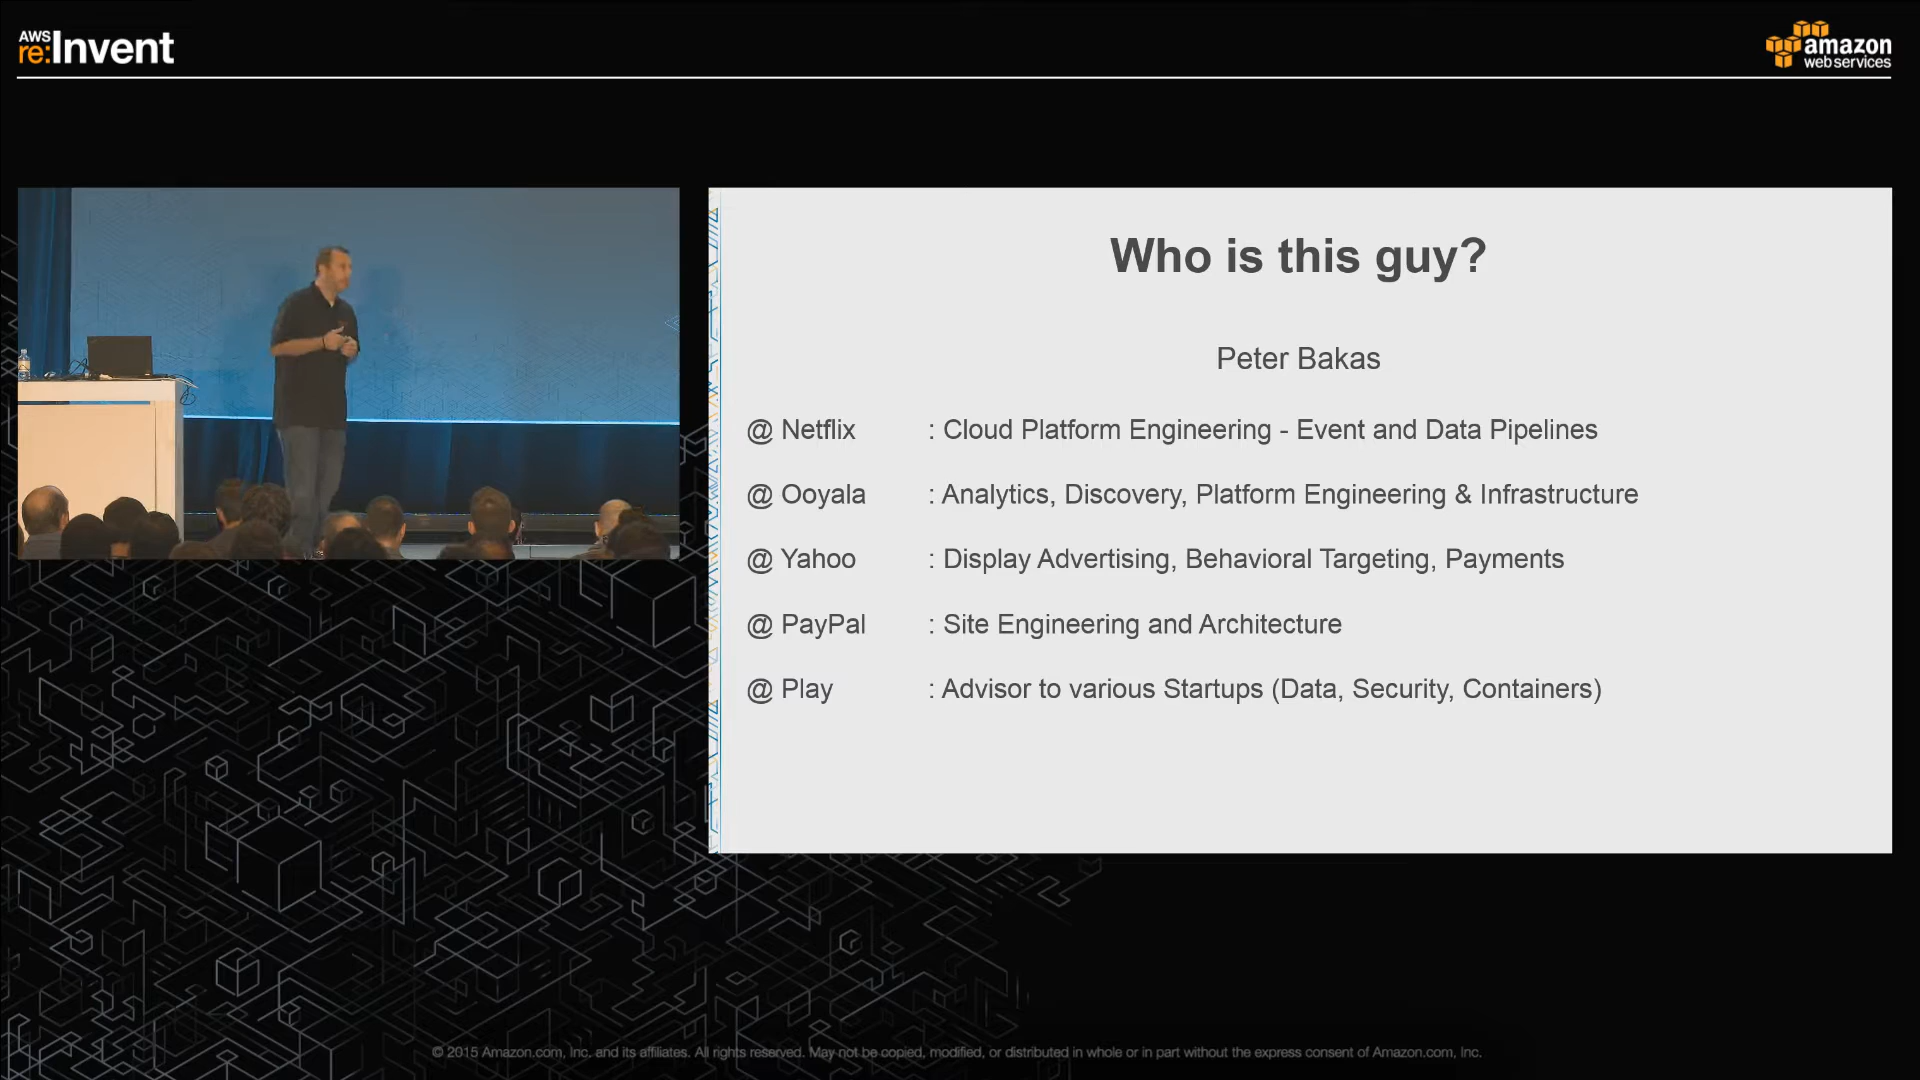 AWS
re:Invent
amazon
web services
Who is this guy?
Peter Bakas
@ Netflix : Cloud Platform Engineering - Event and Data Pipelines
@ Ooyala : Analytics, Discovery, Platform Engineering & Infrastructure
@ Yahoo : Display Advertising, Behavioral Targeting, Payments
@ PayPal : Site Engineering and Architecture
@ Play : Advisor to various Startups (Data, Security, Containers)
© 2015 Amazon.com, Inc. and its affiliates. All rights reserved. May not be copied, modified, or distributed in whole or in part without the express consent of Amazon.com, Inc.